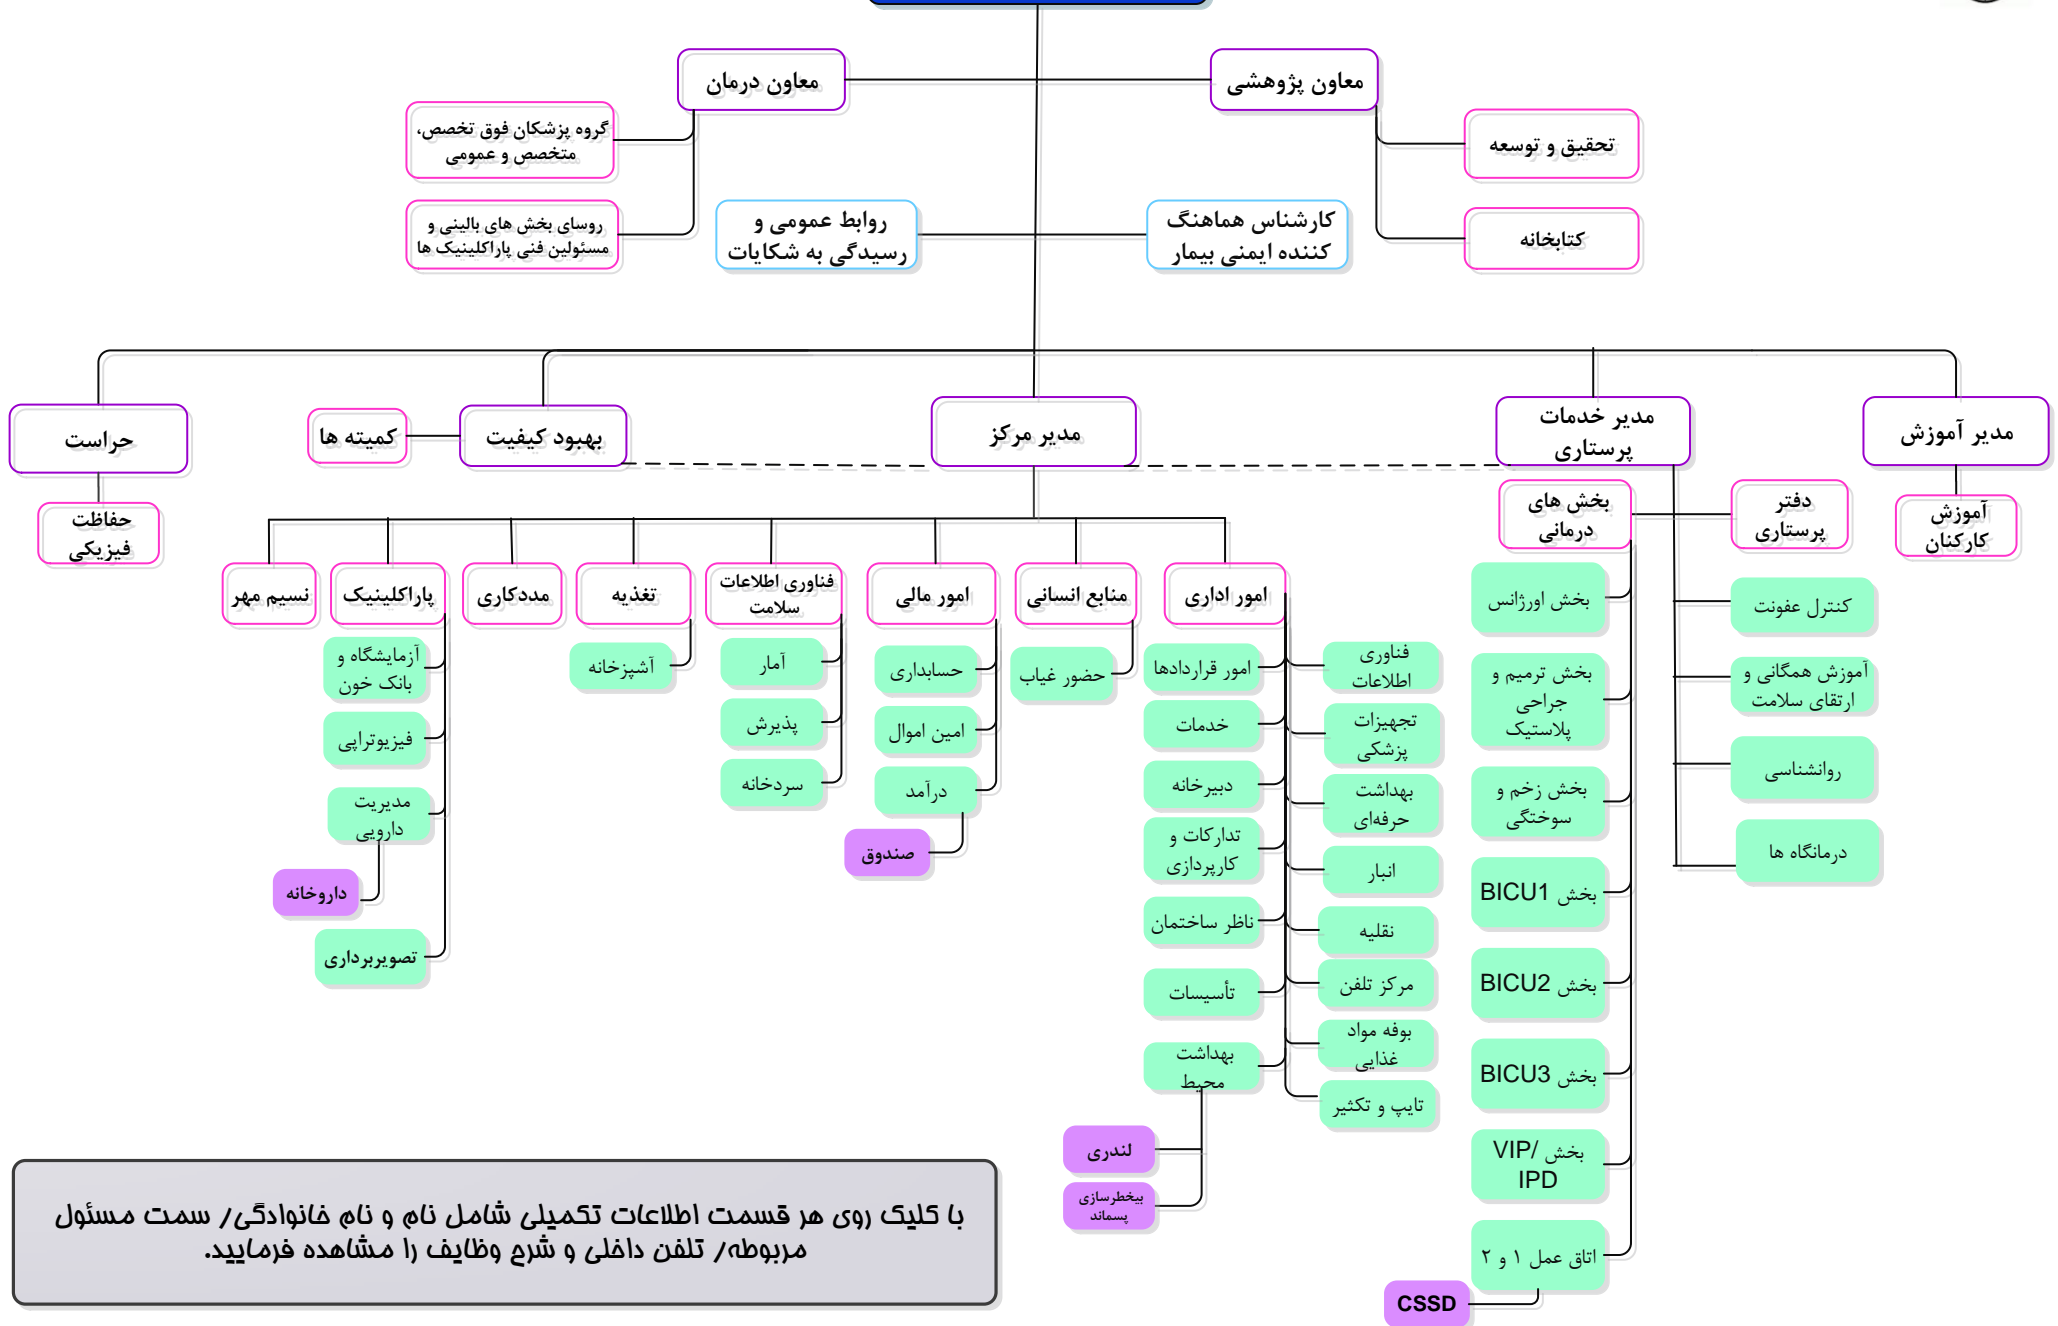 معاون پژوهشی
معاون درمان
تحقیق و توسعه
کتابخانه
گروه پزشکان فوق تخصص،
متخصص و عمومی
روسای بخش های بالینی و
مسئولین فنی پاراکلینیک ها
کارشناس هماهنگ
کننده ایمنی بیمار
روابط عمومی و
رسیدگی به شکایات
مدیر آموزش
مدیر خدمات
پرستاری
مدیر مرکز
بهبود کیفیت
کمیته ها
حراست
آموزش
کارکنان
دفتر
پرستاری
بخش های
درمانی
حفاظت
فیزیکی
کنترل عفونت
آموزش همگانی و
ارتقای سلامت
روانشناسی
درمانگاه ها
بخش اورژانس
بخش ترمیم و
جراحی
پلاستیک
بخش زخم و
سوختگی
بخش BICU1
بخش BICU2
بخش BICU3
بخش VIP/
IPD
اتاق عمل ۱ و ۲
CSSD
امور اداری
منابع انسانی
امور مالی
فناوری اطلاعات
سلامت
تغذیه
مددکاری
پاراکلینیک
نسیم مهر
فناوری
اطلاعات
تجهیزات
پزشکی
بهداشت
حرفه‌ای
انبار
نقلیه
مرکز تلفن
بوفه مواد
غذایی
تایپ و تکثیر
امور قراردادها
خدمات
دبیرخانه
تدارکات و
کارپردازی
ناظر ساختمان
تأسیسات
بهداشت
محیط
لندری
بیخطرسازی
پسماند
حضور غیاب
حسابداری
امین اموال
درآمد
صندوق
آمار
پذیرش
سردخانه
آشپزخانه
آزمایشگاه و
بانک خون
فیزیوتراپی
مدیریت
دارویی
داروخانه
تصویربرداری
با کلیک روی هر قسمت اطلاعات تکمیلی شامل نام و نام خانوادگی/ سمت مسئول
مربوطه/ تلفن داخلی و شرح وظایف را مشاهده فرمایید.